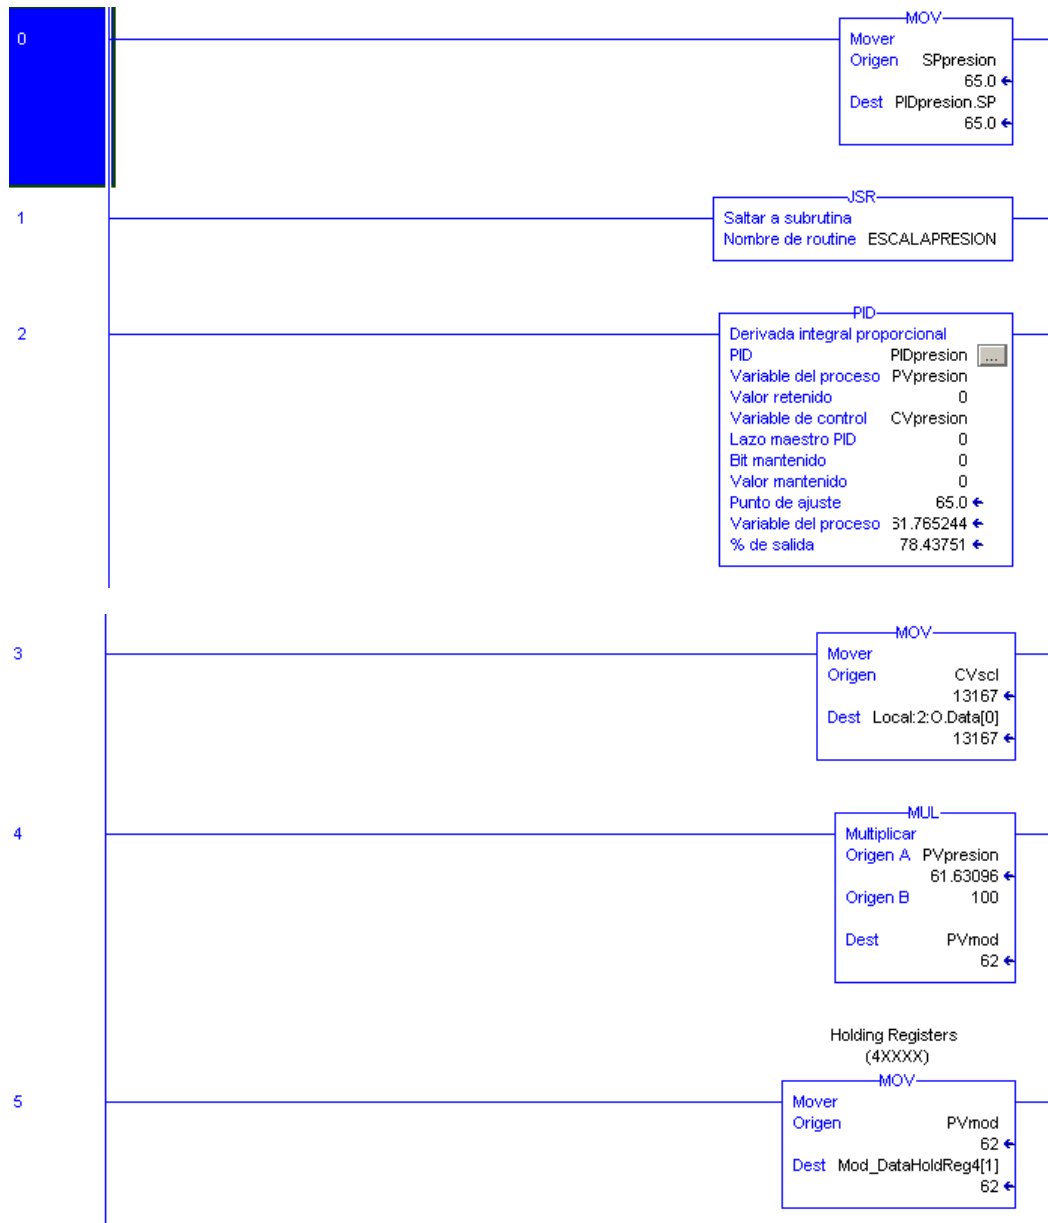 0
MOV
Mover
Origen SPpresion
65.0
Dest PIDpresion.SP
65.0
1
JSR
Saltar a subrutina
Nombre de routine ESCALAPRESION
2
PID
Derivada integral proporcional
PID PIDpresion ...
Variable del proceso PVpresion
Valor retenido 0
Variable de control CVpresion
Lazo maestro PID 0
Bit mantenido 0
Valor mantenido 0
Punto de ajuste 65.0
Variable del proceso 61.765244
% de salida 78.43751
3
MOV
Mover
Origen CVscl
13167
Dest Local:2:O.Data[0]
13167
4
MUL
Multiplicar
Origen A PVpresion
61.63096
Origen B 100
Dest PVmod
62
Holding Registers
(4XXXX)
5
MOV
Mover
Origen PVmod
62
Dest Mod_DataHoldReg4[1]
62